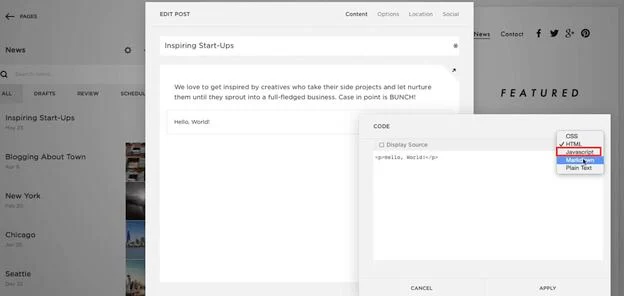 PAGES
News
Search items...
ALL DRAFTS REVIEW SCHEDUL
Inspiring Start-Ups
May 23
Blogging About Town
Apr 8
New York
Feb 20
Chicago
Jan 20
Seattle
Dec 22
EDIT POST
Content Options Location Social
Inspiring Start-Ups
We love to get inspired by creatives who take their side projects and let nurture
them until they sprout into a full-fledged business. Case in point is BUNCH!
Hello, World!
CODE
Display Source
<p>Hello, World!</p>
CSS
HTML
Javascript
Markdown
Plain Text
CANCEL APPLY
News Contact
FEATURED